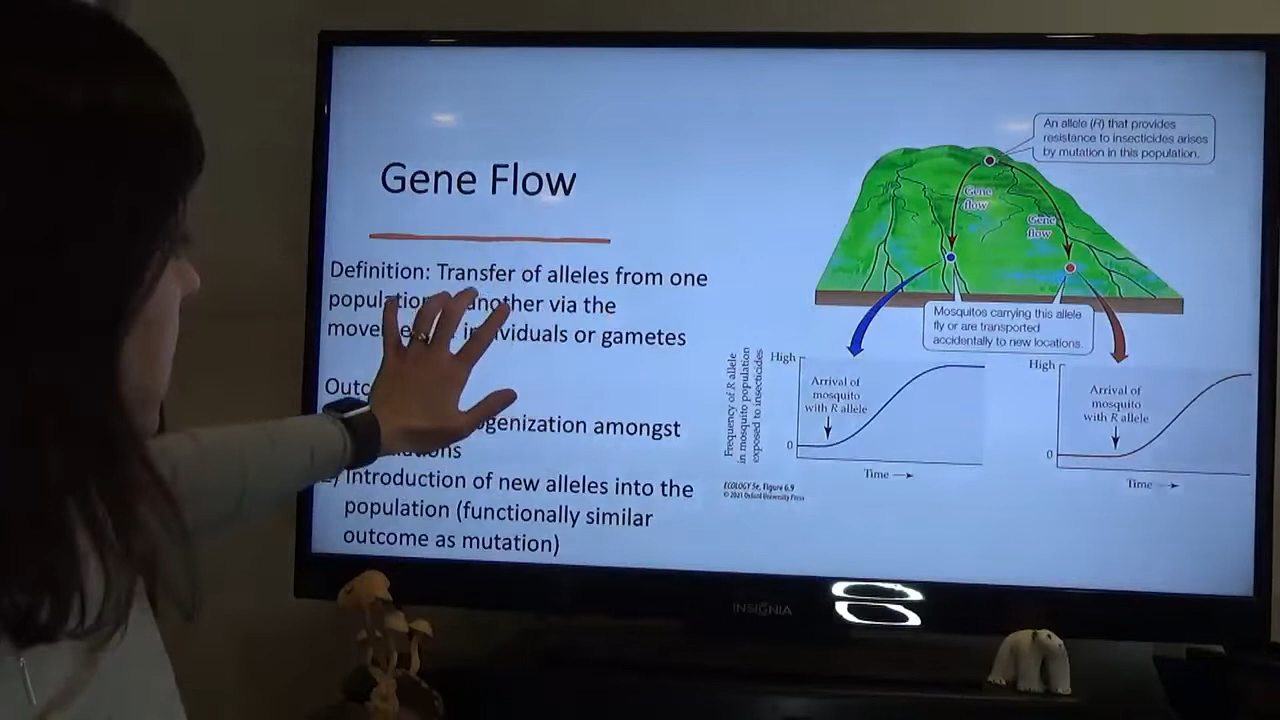 Gene Flow
Definition: Transfer of alleles from one
another via the
individuals or gametes
amongst
Introduction of new alleles into the
population (functionally similar
outcome as mutation)
An allele (R) that provides
resistance to insecticides arises
by mutation in this population.
Gene
flow
Gene
flow
Mosquitos carrying this allele
fly or are transported
accidentally to new locations.
Frequency of R allele
in mosquito population
exposed to insecticides
High
Arrival of
mosquito
with R allele
0
Time
High
Arrival of
mosquito
with R allele
0
Time
ECOLOGY 5e, Figure 6.9
© 2021 Oxford University Press
INSIGNIA